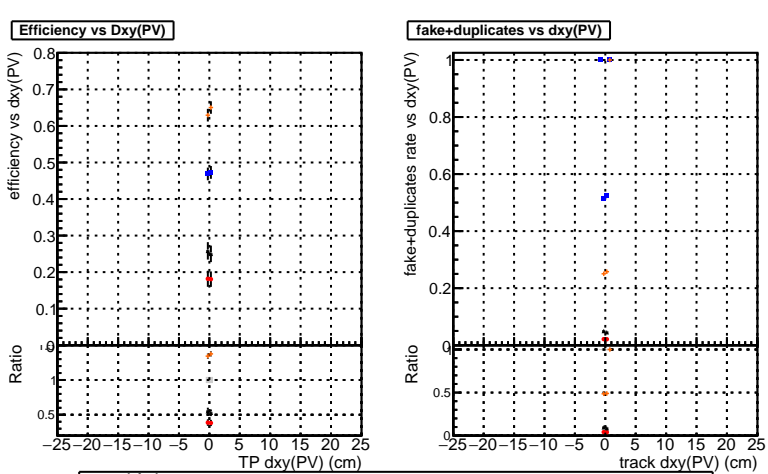 Efficiency vs Dxy(PV)
efficiency vs dxy(PV)
0.8
0.7
0.6
0.5
0.4
0.3
0.2
0.1
0
Ratio
1
0.5
−25 −20 −15 −10 −5 0 5 10 15 20 25
TP dxy(PV) (cm)
fake+duplicates vs dxy(PV)
fake+duplicates rate vs dxy(PV)
1
0.8
0.6
0.4
0.2
0
Ratio
1
0.5
0
−25 −20 −15 −10 −5 0 5 10 15 20 25
track dxy(PV) (cm)